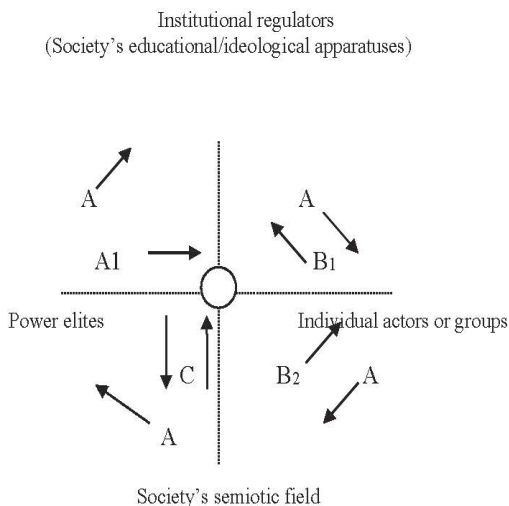 Institutional regulators
(Society's educational/ideological apparatuses)
A
A
A1
B1
Power elites
Individual actors or groups
C
B2
A
A
Society's semiotic field